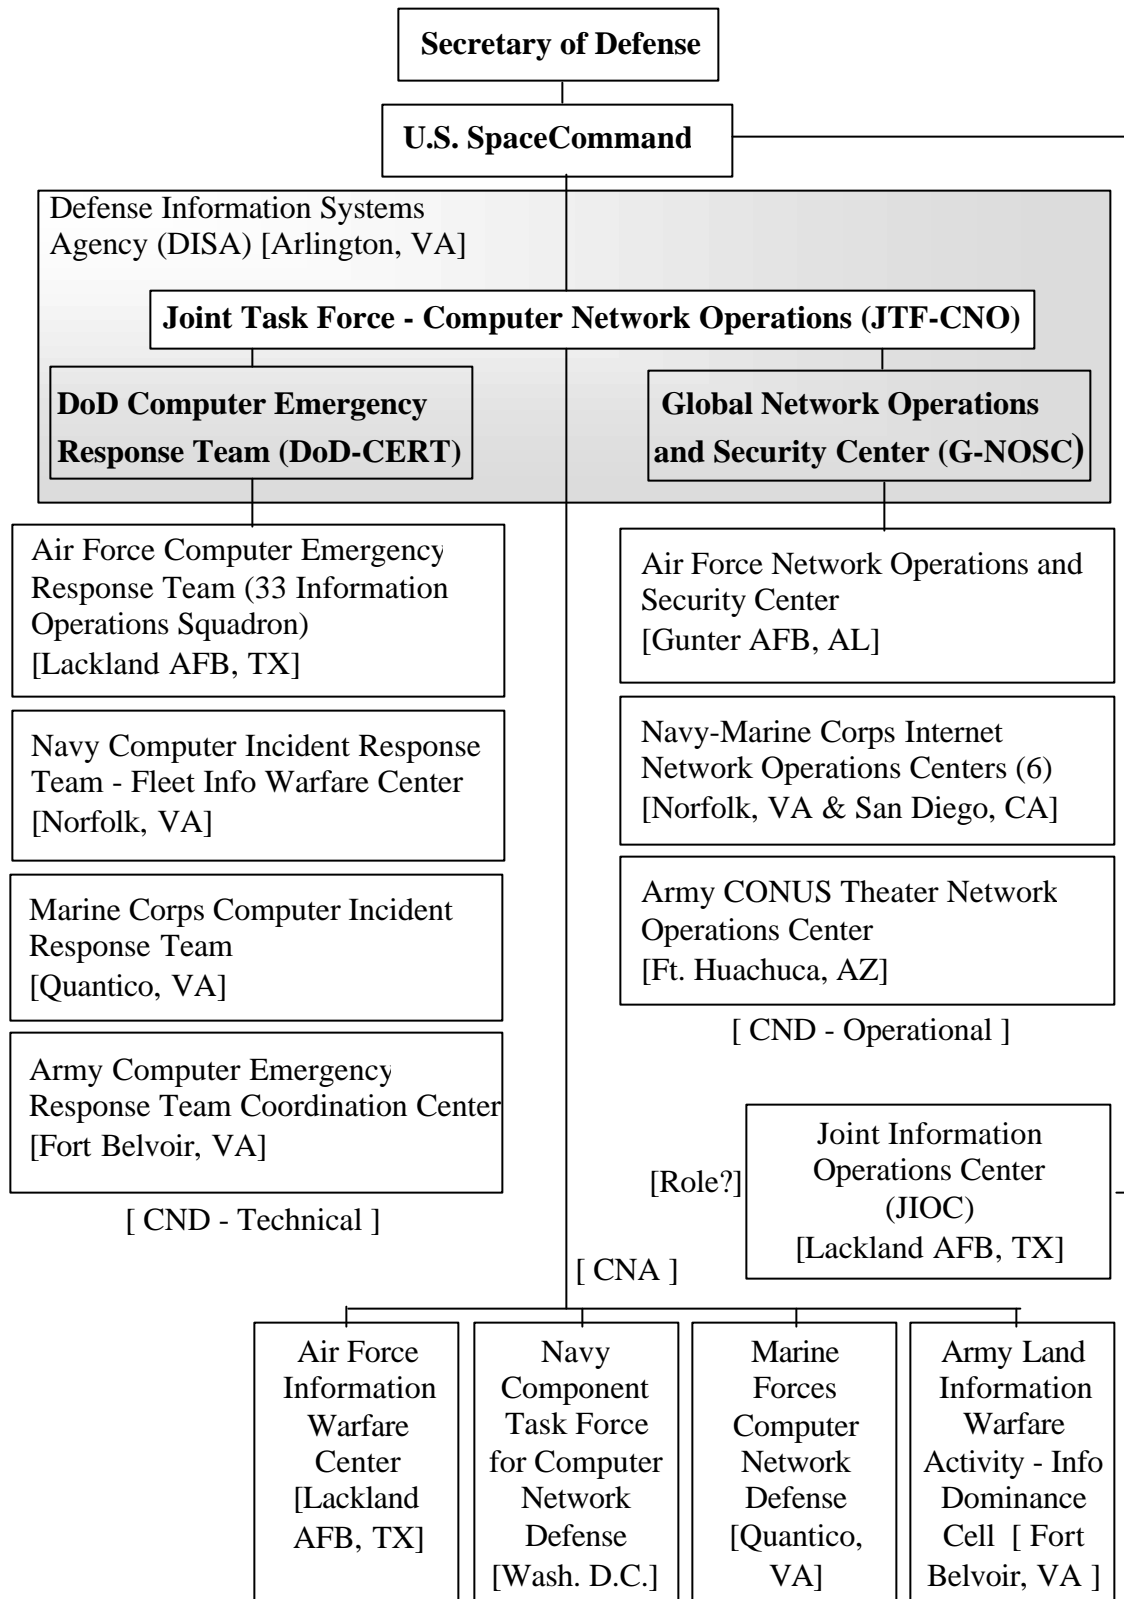 Secretary of Defense
U.S. SpaceCommand
Defense Information Systems
Agency (DISA) [Arlington, VA]
Joint Task Force - Computer Network Operations (JTF-CNO)
DoD Computer Emergency
Response Team (DoD-CERT)
Global Network Operations
and Security Center (G-NOSC)
Air Force Computer Emergency
Response Team (33 Information
Operations Squadron)
[Lackland AFB, TX]
Navy Computer Incident Response
Team - Fleet Info Warfare Center
[Norfolk, VA]
Marine Corps Computer Incident
Response Team
[Quantico, VA]
Army Computer Emergency
Response Team Coordination Center
[Fort Belvoir, VA]
[ CND - Technical ]
Air Force Network Operations and
Security Center
[Gunter AFB, AL]
Navy-Marine Corps Internet
Network Operations Centers (6)
[Norfolk, VA & San Diego, CA]
Army CONUS Theater Network
Operations Center
[Ft. Huachuca, AZ]
[ CND - Operational ]
[Role?]
Joint Information
Operations Center
(JIOC)
[Lackland AFB, TX]
[ CNA ]
Air Force
Information
Warfare
Center
[Lackland
AFB, TX]
Navy
Component
Task Force
for Computer
Network
Defense
[Wash. D.C.]
Marine
Forces
Computer
Network
Defense
[Quantico,
VA]
Army Land
Information
Warfare
Activity - Info
Dominance
Cell [ Fort
Belvoir, VA ]